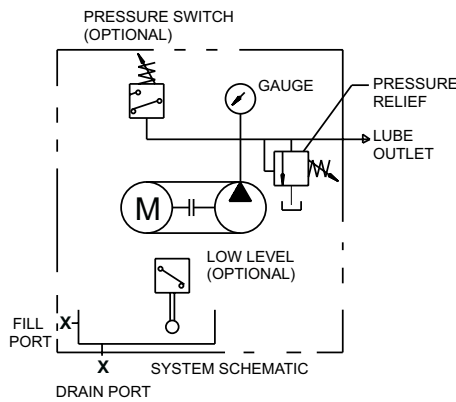 PRESSURE SWITCH
(OPTIONAL)
GAUGE
PRESSURE
RELIEF
LUBE
OUTLET
M
LOW LEVEL
(OPTIONAL)
FILL
PORT
X
X
SYSTEM SCHEMATIC
DRAIN PORT